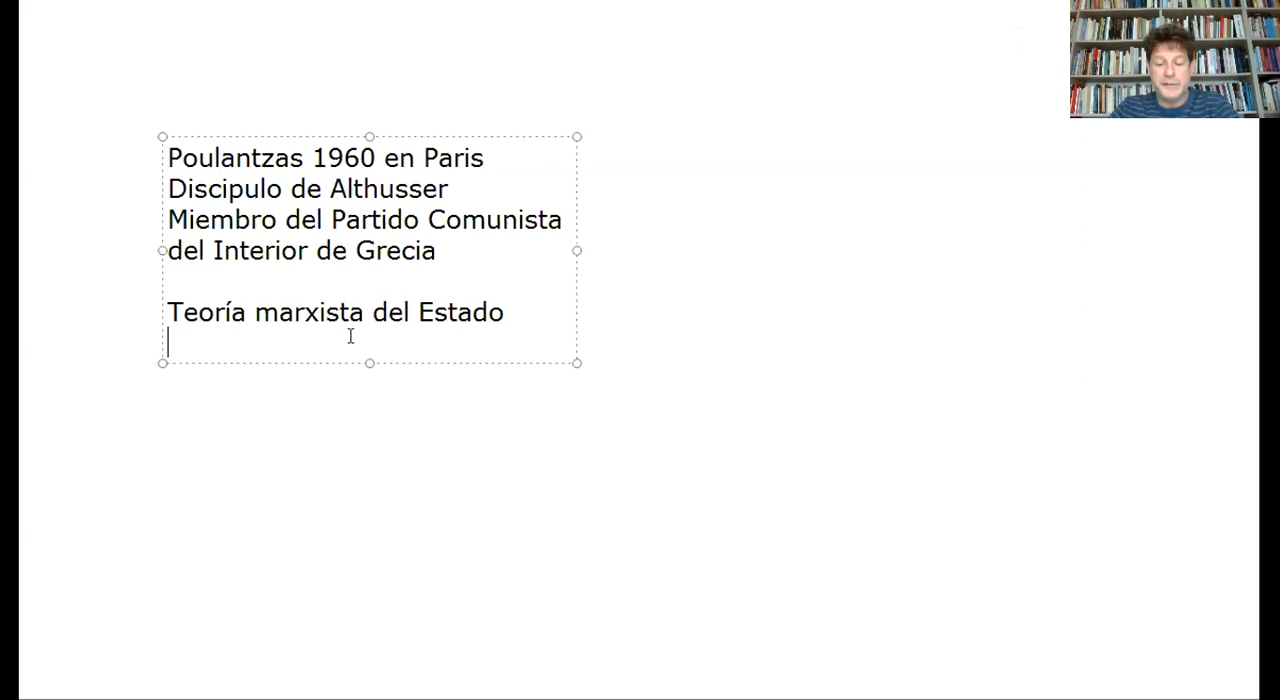 Poulantzas 1960 en Paris
Discipulo de Althusser
Miembro del Partido Comunista
del Interior de Grecia
Teoría marxista del Estado